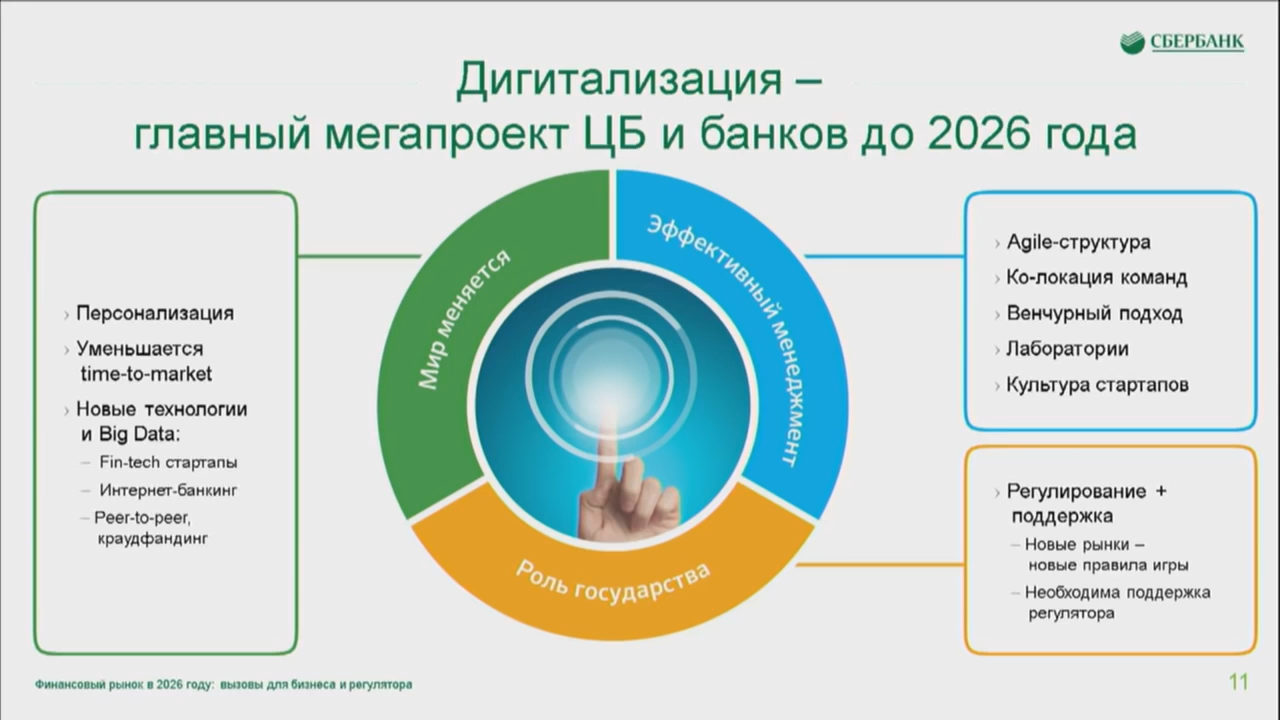 СБЕРБАНК
Дигитализация –
главный мегапроект ЦБ и банков до 2026 года
Мир меняется
› Персонализация
› Уменьшается
time-to-market
› Новые технологии
и Big Data:
– Fin-tech стартапы
– Интернет-банкинг
– Peer-to-peer,
краудфандинг
Эффективный менеджмент
› Agile-структура
› Ко-локация команд
› Венчурный подход
› Лаборатории
› Культура стартапов
Роль государства
› Регулирование +
поддержка
– Новые рынки –
новые правила игры
– Необходима поддержка
регулятора
Финансовый рынок в 2026 году: вызовы для бизнеса и регулятора
11